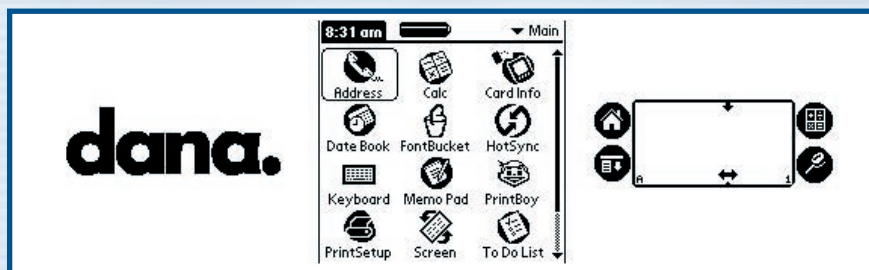 dana.
8:31 am Main
Address Calc Card Info
Date Book FontBucket HotSync
Keyboard Memo Pad PrintBoy
PrintSetup Screen To Do List
A 1